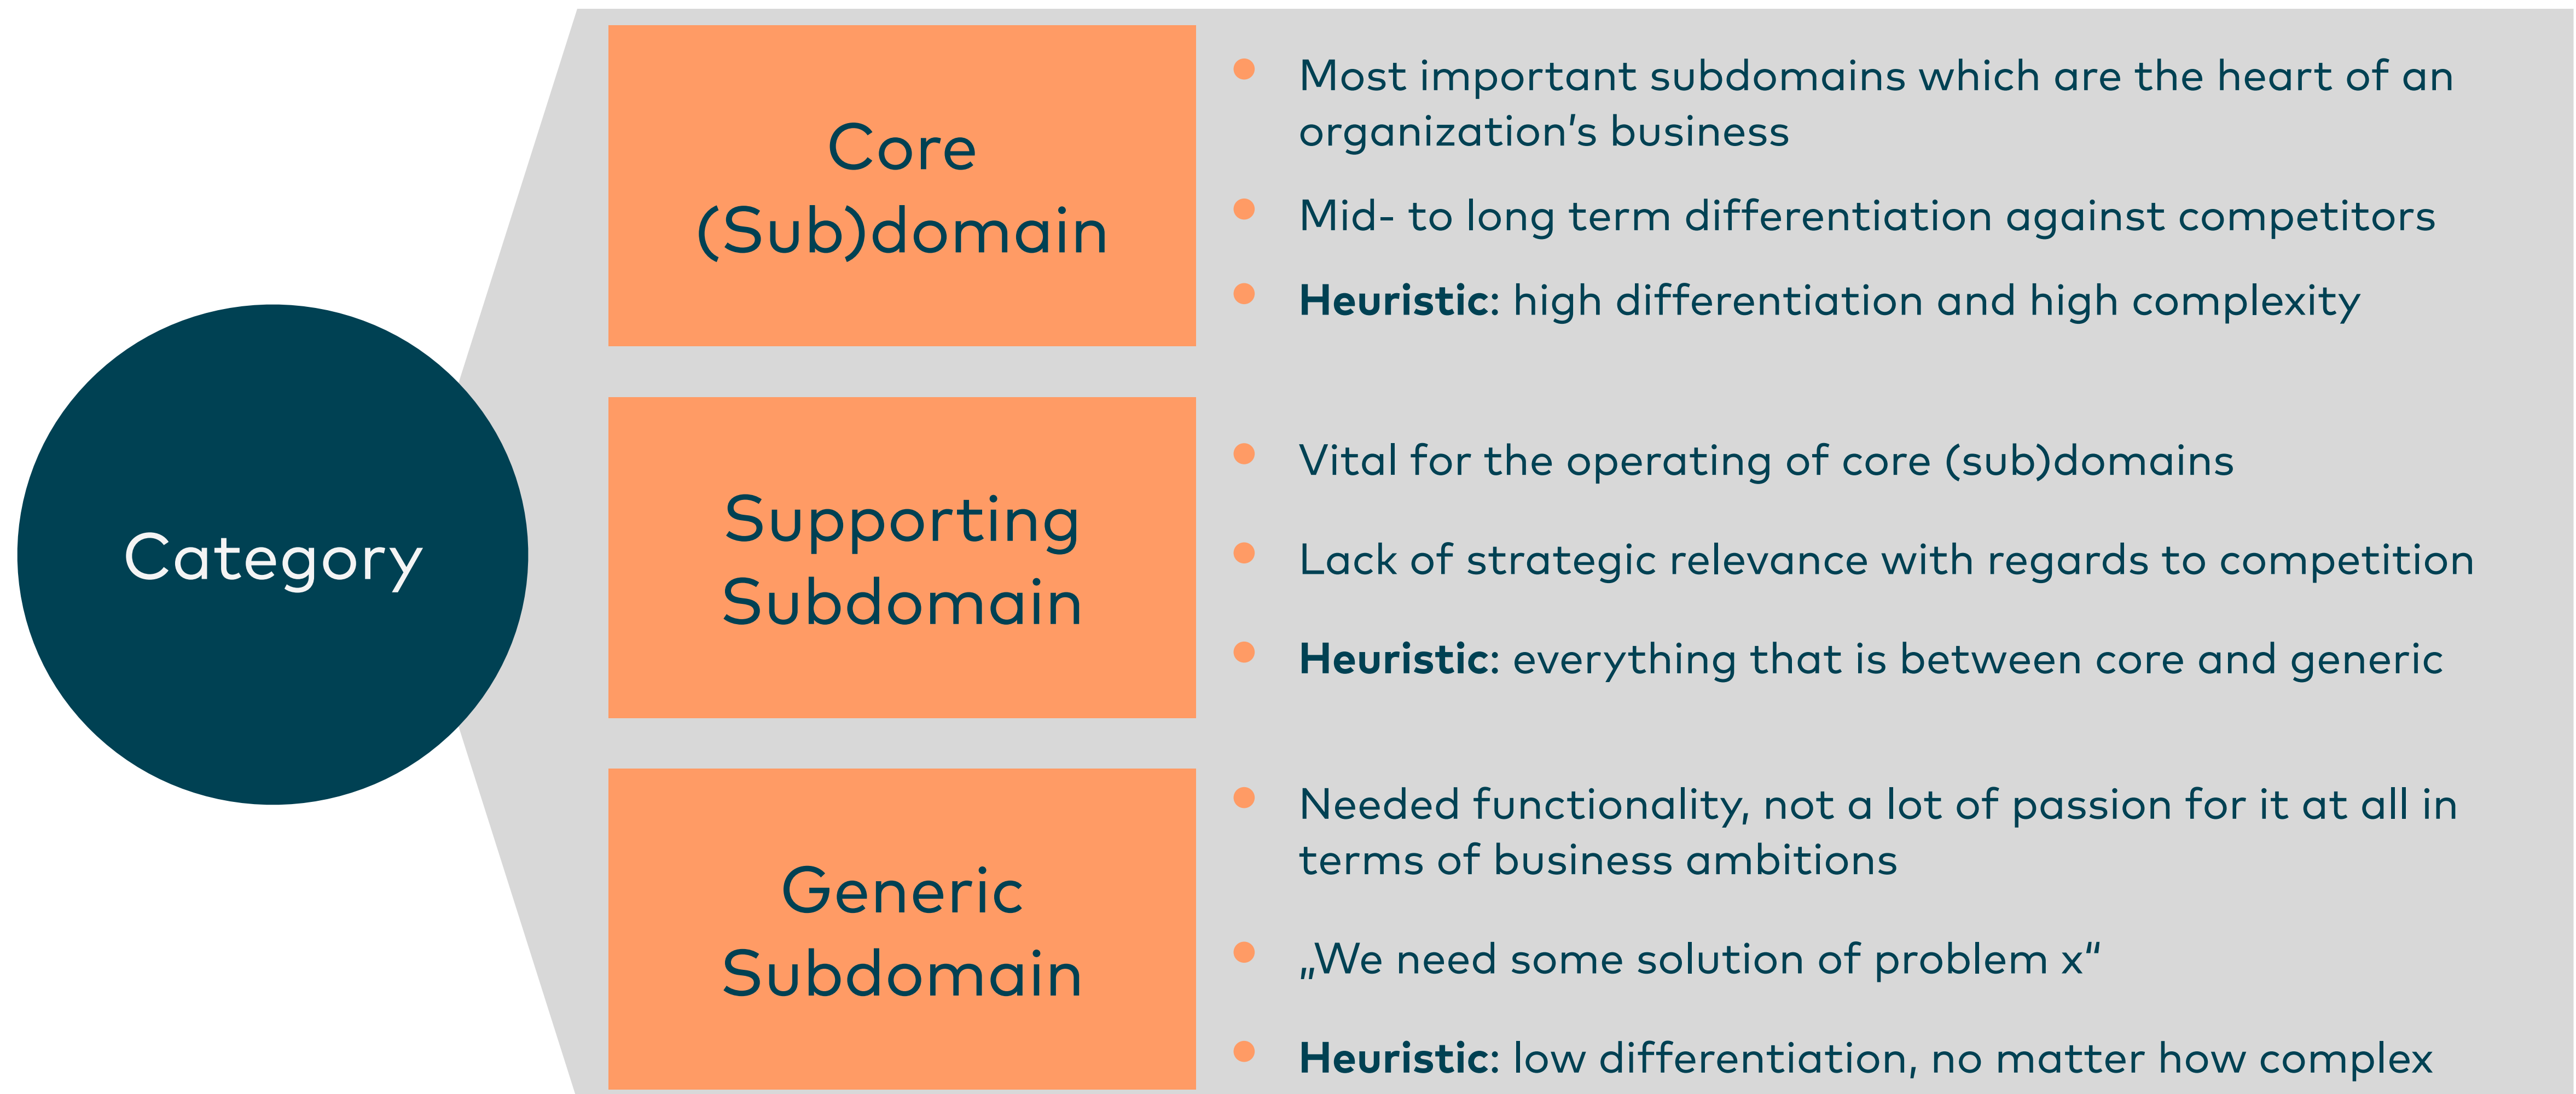 Category
Core
(Sub)domain
Most important subdomains which are the heart of an
organization’s business
Mid- to long term differentiation against competitors
Heuristic: high differentiation and high complexity
Supporting
Subdomain
Vital for the operating of core (sub)domains
Lack of strategic relevance with regards to competition
Heuristic: everything that is between core and generic
Generic
Subdomain
Needed functionality, not a lot of passion for it at all in
terms of business ambitions
„We need some solution of problem x“
Heuristic: low differentiation, no matter how complex